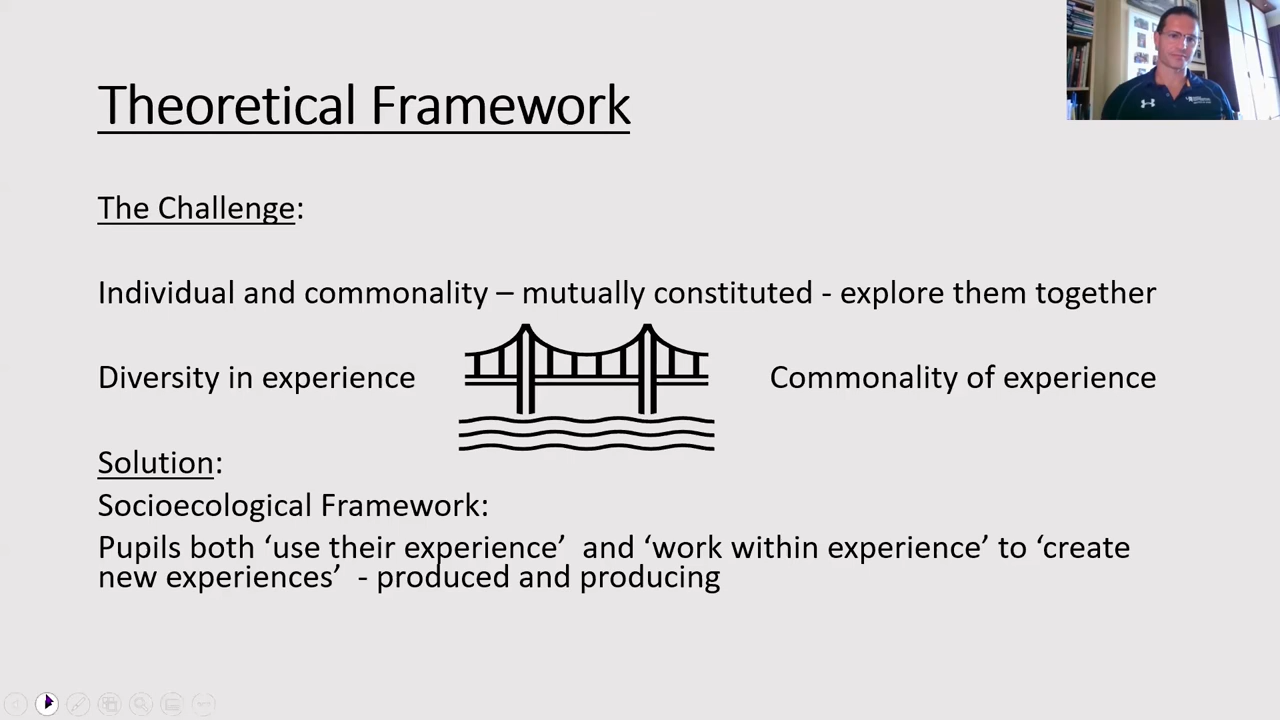 Theoretical Framework
The Challenge:
Individual and commonality – mutually constituted - explore them together
Diversity in experience
Commonality of experience
Solution:
Socioecological Framework:
Pupils both ‘use their experience’  and ‘work within experience’ to ‘create
new experiences’  - produced and producing